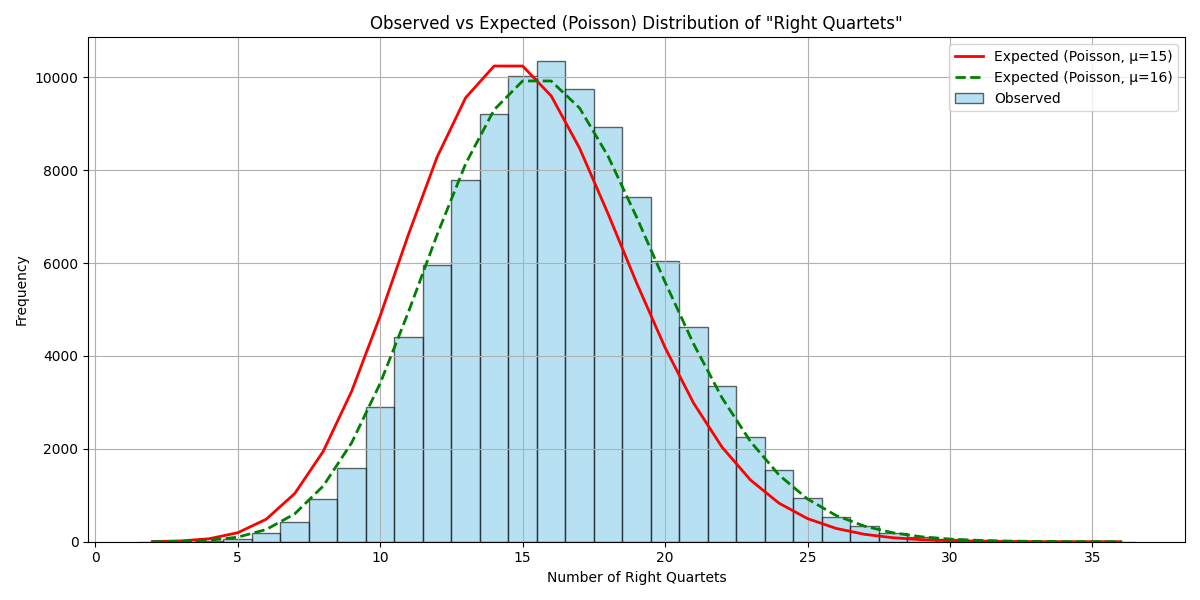 Observed vs Expected (Poisson) Distribution of "Right Quartets"
Expected (Poisson, μ=15)
Expected (Poisson, μ=16)
Observed
Frequency
10000
8000
6000
4000
2000
0
0 5 10 15 20 25 30 35
Number of Right Quartets